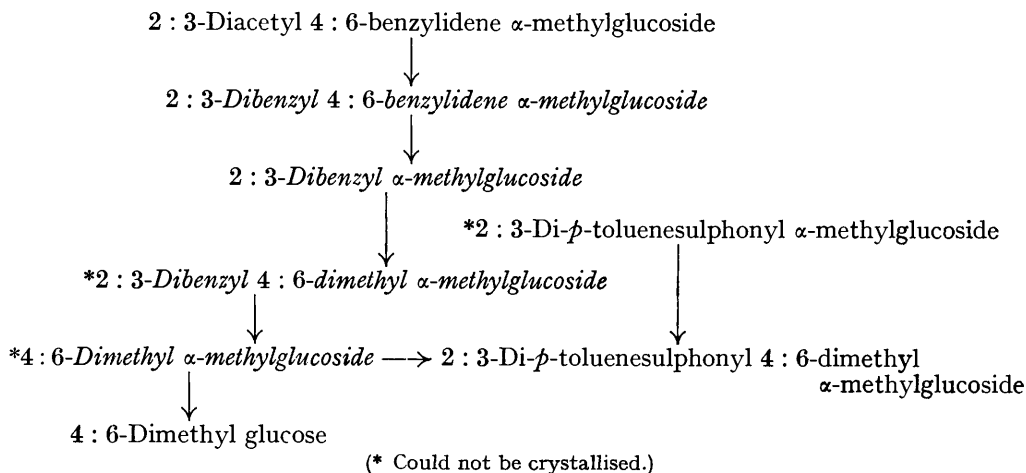 2 : 3-Diacetyl 4 : 6-benzylidene α-methylglucoside
2 : 3-Dibenzyl 4 : 6-benzylidene α-methylglucoside
2 : 3-Dibenzyl α-methylglucoside
*2 : 3-Di-p-toluenesulphonyl α-methylglucoside
*2 : 3-Dibenzyl 4 : 6-dimethyl α-methylglucoside
*4 : 6-Dimethyl α-methylglucoside ⟶ 2 : 3-Di-p-toluenesulphonyl 4 : 6-dimethyl
α-methylglucoside
4 : 6-Dimethyl glucose
(* Could not be crystallised.)